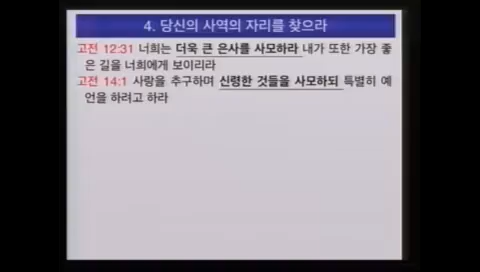 4. 당신의 사역의 자리를 찾으라
고전 12:31 너희는 더욱 큰 은사를 사모하라 내가 또한 가장 좋
은 길을 너희에게 보이리라
고전 14:1 사랑을 추구하며 신령한 것들을 사모하되 특별히 예
언을 하려고 하라